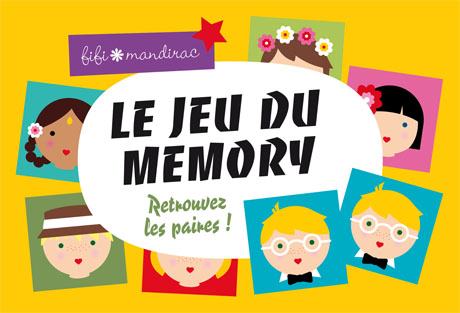 fifi * mandirac
LE JEU DU
MEMORY
Retrouvez
les paires !